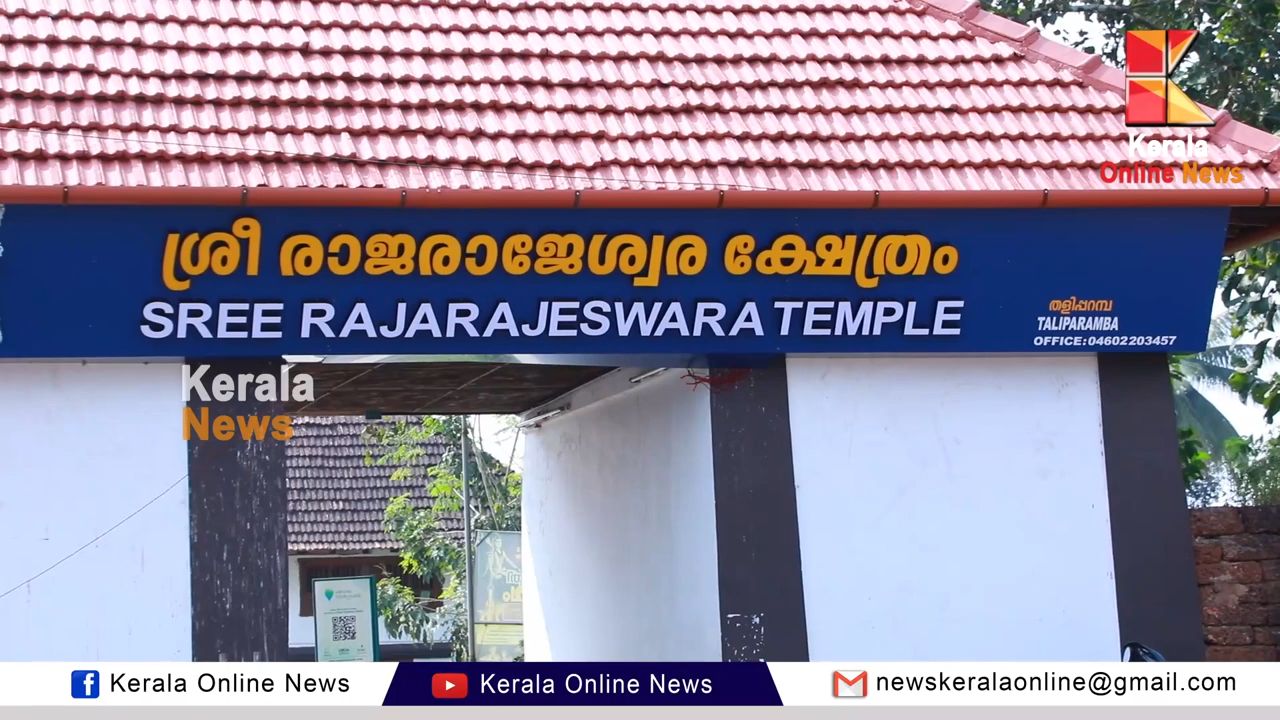 Kerala
Online News
ശ്രീ രാജരാജേശ്വര ക്ഷേത്രം
SREE RAJARAJESWARA TEMPLE
തളിപ്പറമ്പ
TALIPARAMBA
OFFICE:04602203457
Kerala
News
Kerala Online News
Kerala Online News
newskeralaonline@gmail.com